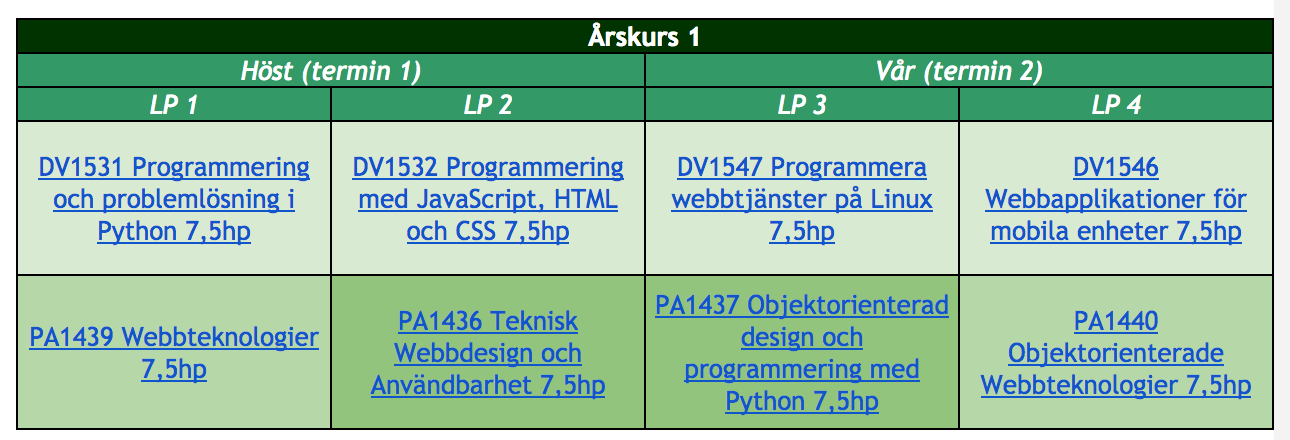 Årskurs 1
Höst (termin 1)
Vår (termin 2)
LP 1
LP 2
LP 3
LP 4
DV1531 Programmering
och problemlösning i
Python 7,5hp
DV1532 Programmering
med JavaScript, HTML
och CSS 7,5hp
DV1547 Programmera
webbtjänster på Linux
7,5hp
DV1546
Webbapplikationer för
mobila enheter 7,5hp
PA1439 Webbteknologier
7,5hp
PA1436 Teknisk
Webbdesign och
Användbarhet 7,5hp
PA1437 Objektorienterad
design och
programmering med
Python 7,5hp
PA1440
Objektorienterade
Webbteknologier 7,5hp